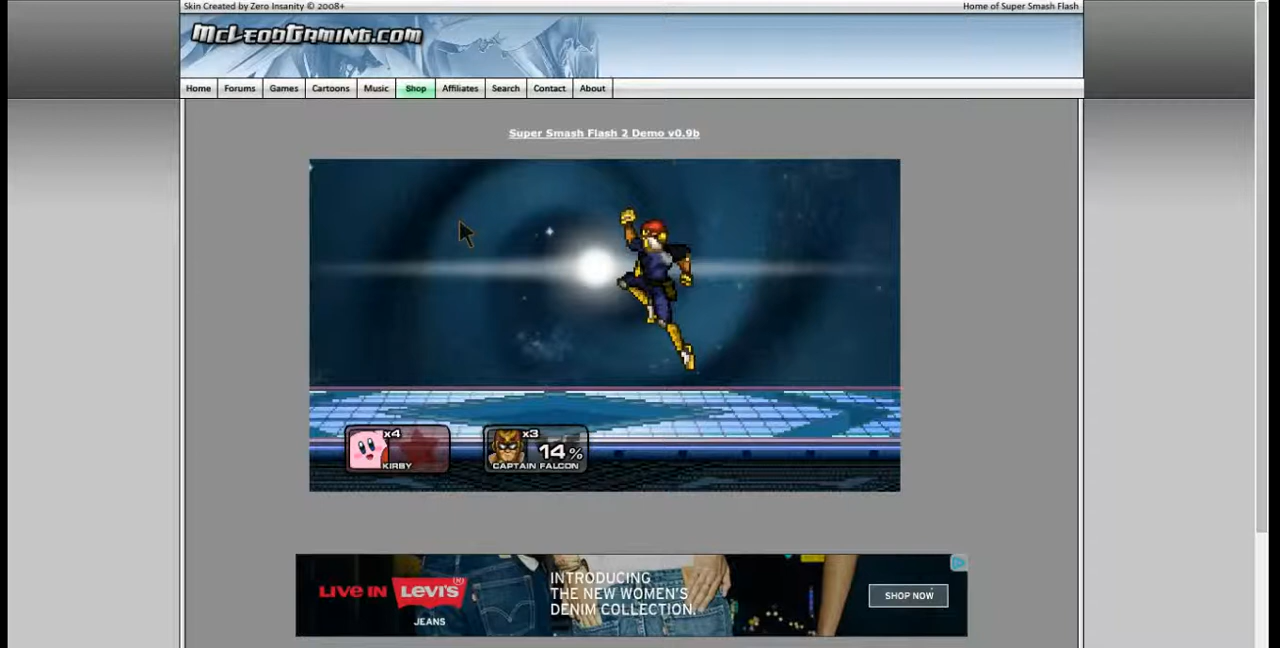 Skin Created by Zero Insanity © 2008+
Home of Super Smash Flash
McLeodGaming.com
Home Forums Games Cartoons Music Shop Affiliates Search Contact About
Super Smash Flash 2 Demo v0.9b
x4
KIRBY
x3
14%
CAPTAIN FALCON
LIVE IN LEVI'S®
JEANS
INTRODUCING
THE NEW WOMEN'S
DENIM COLLECTION.
SHOP NOW